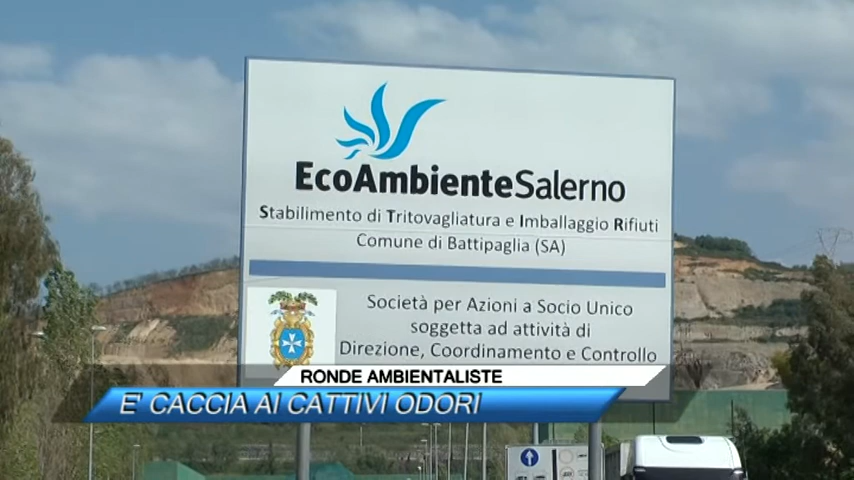 EcoAmbienteSalerno
Stabilimento di Tritovagliatura e Imballaggio Rifiuti
Comune di Battipaglia (SA)
Società per Azioni a Socio Unico
soggetta ad attività di
Direzione, Coordinamento e Controllo
RONDE AMBIENTALISTE
E' CACCIA AI CATTIVI ODORI